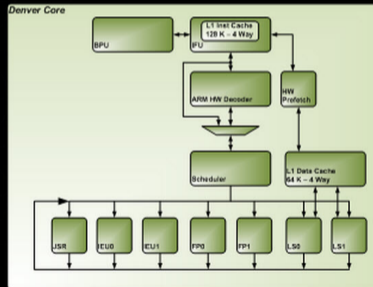 Denver Core
L1 Inst Cache
128 K – 4 Way
BPU
IFU
ARM HW Decoder
HW
Prefetch
Scheduler
L1 Data Cache
64 K – 4 Way
JSR
IEU0
IEU1
FP0
FP1
LS0
LS1